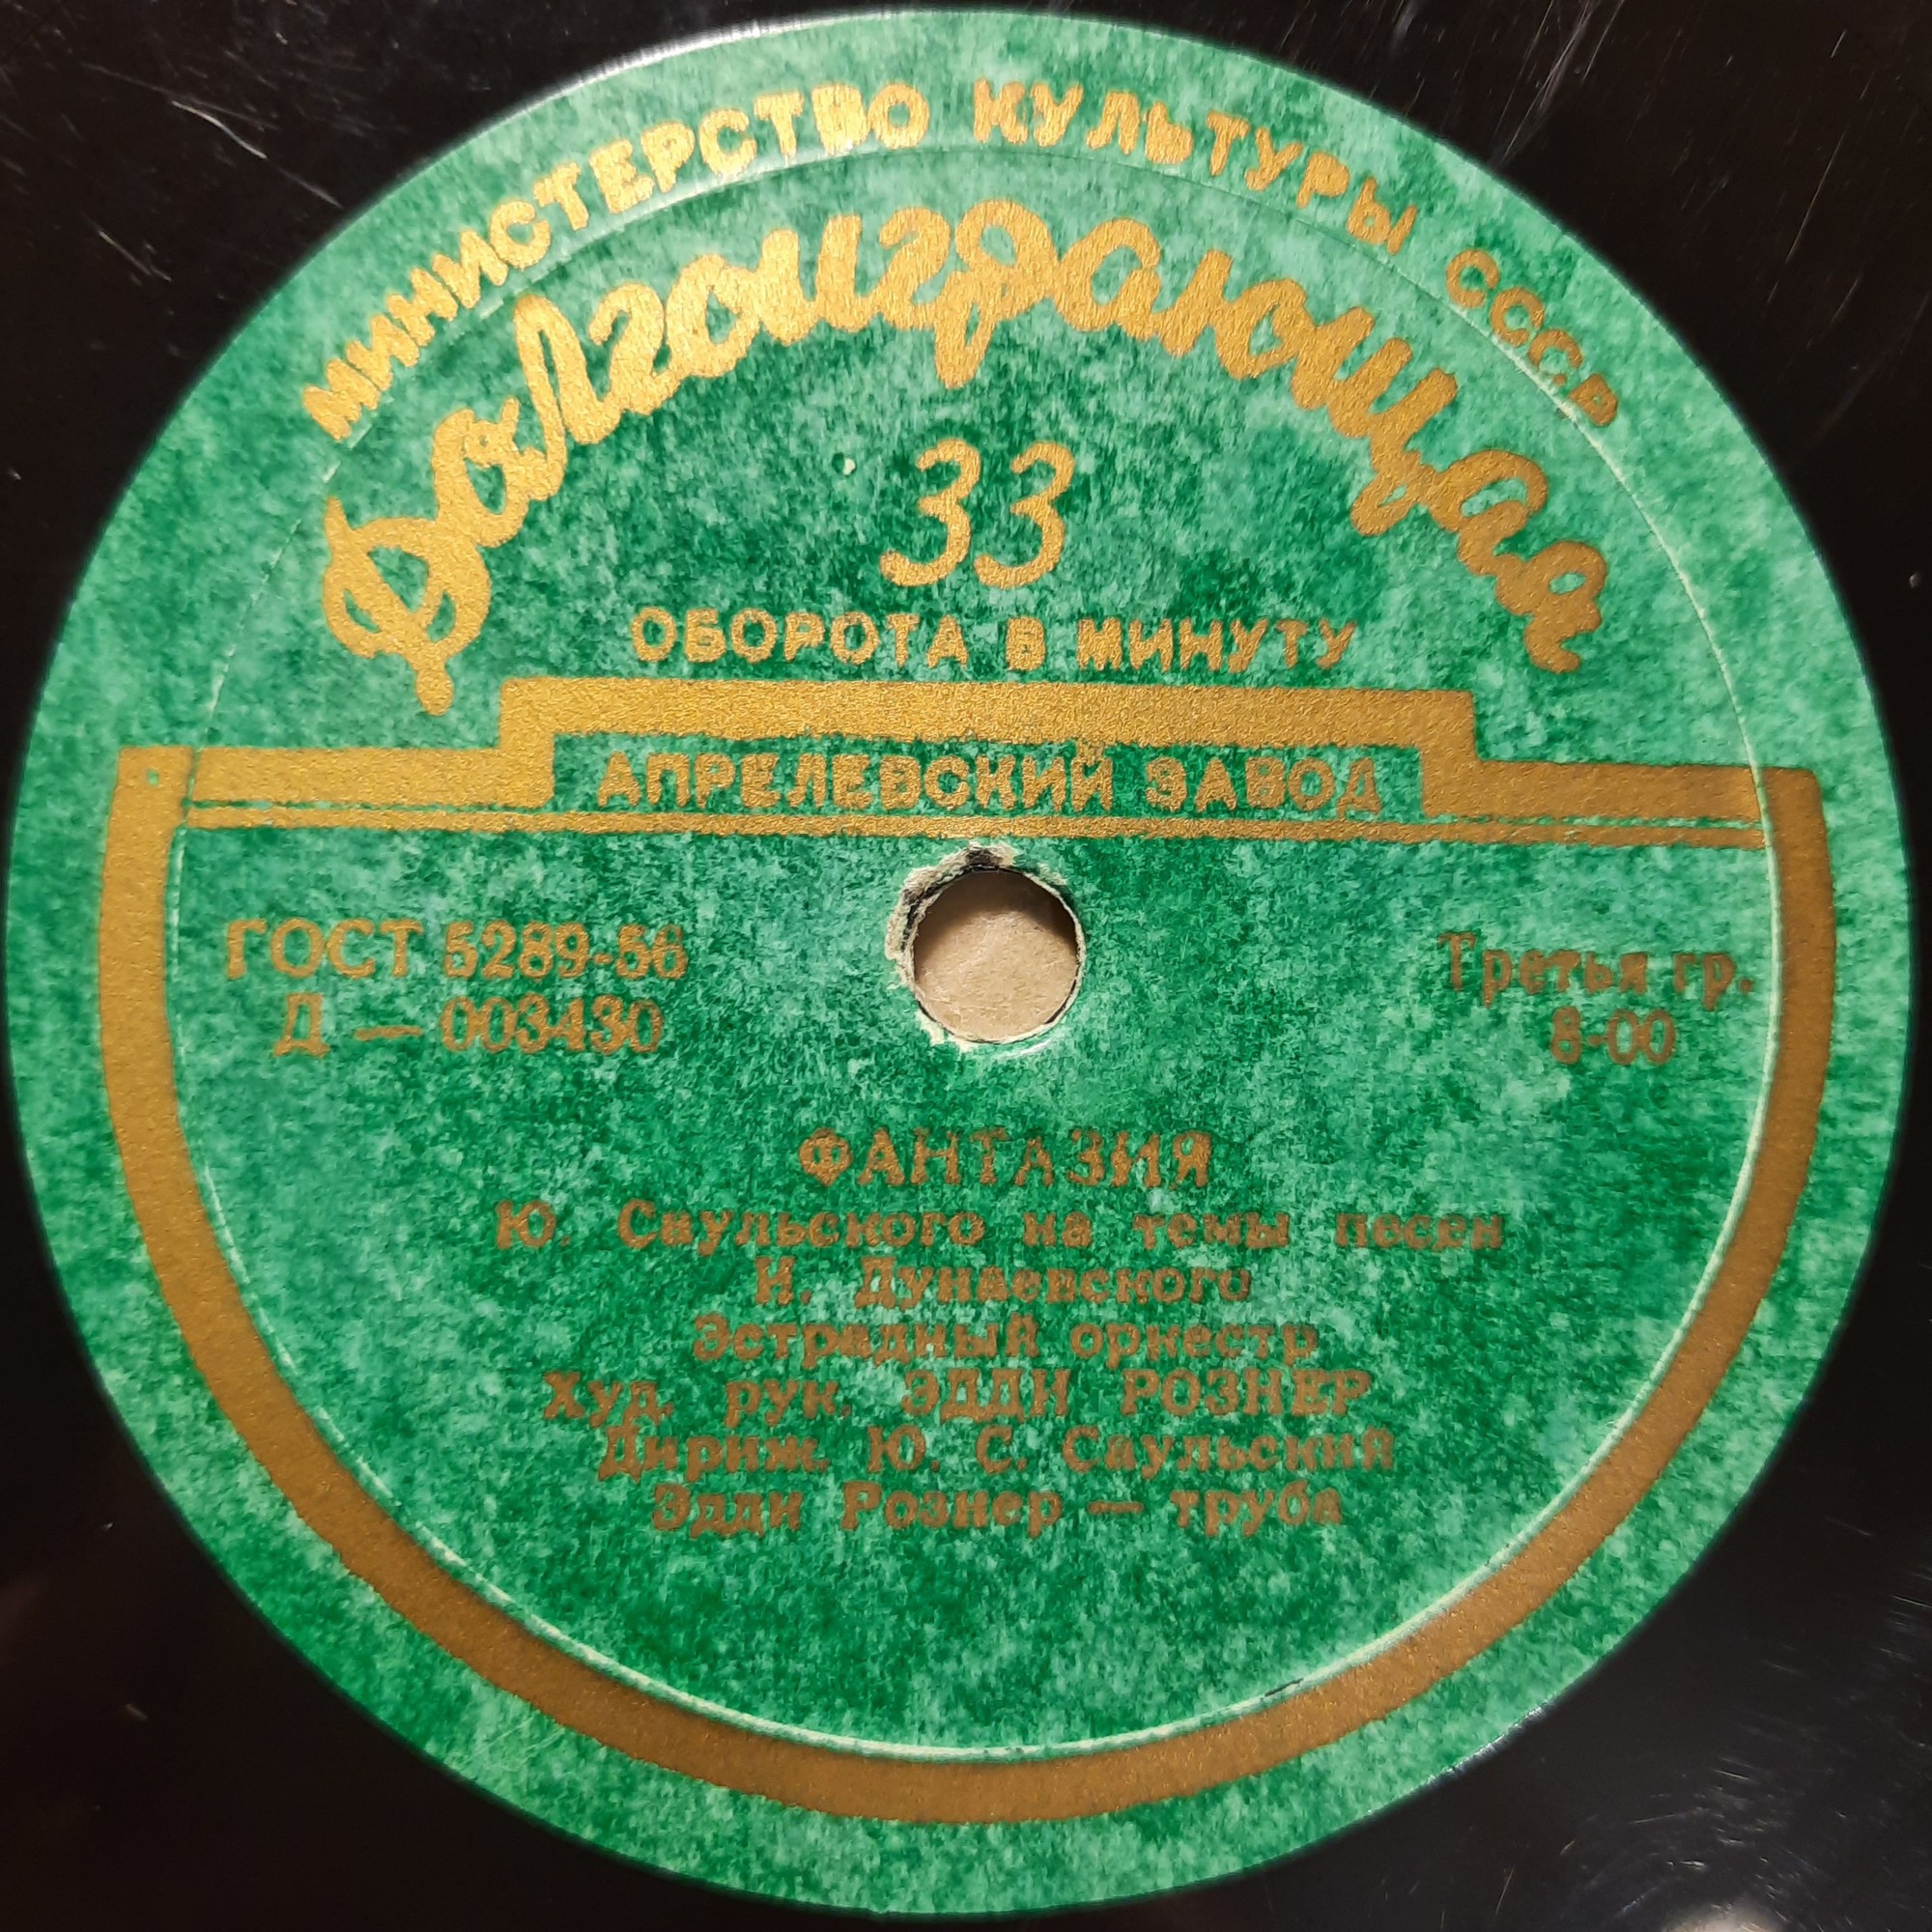 МИНИСТЕРСТВО КУЛЬТУРЫ СССР
Долгоиграющая
33
ОБОРОТА В МИНУТУ
АПРЕЛЕВСКИЙ ЗАВОД
ГОСТ 5289-56
Д — 003430
Третья гр.
8-00
ФАНТАЗИЯ
Ю. Саульского на темы песен
И. Дунаевского
Эстрадный оркестр
Худ. рук. ЭДДИ РОЗНЕР
Дириж. Ю. С. Саульский
Эдди Рознер — труба